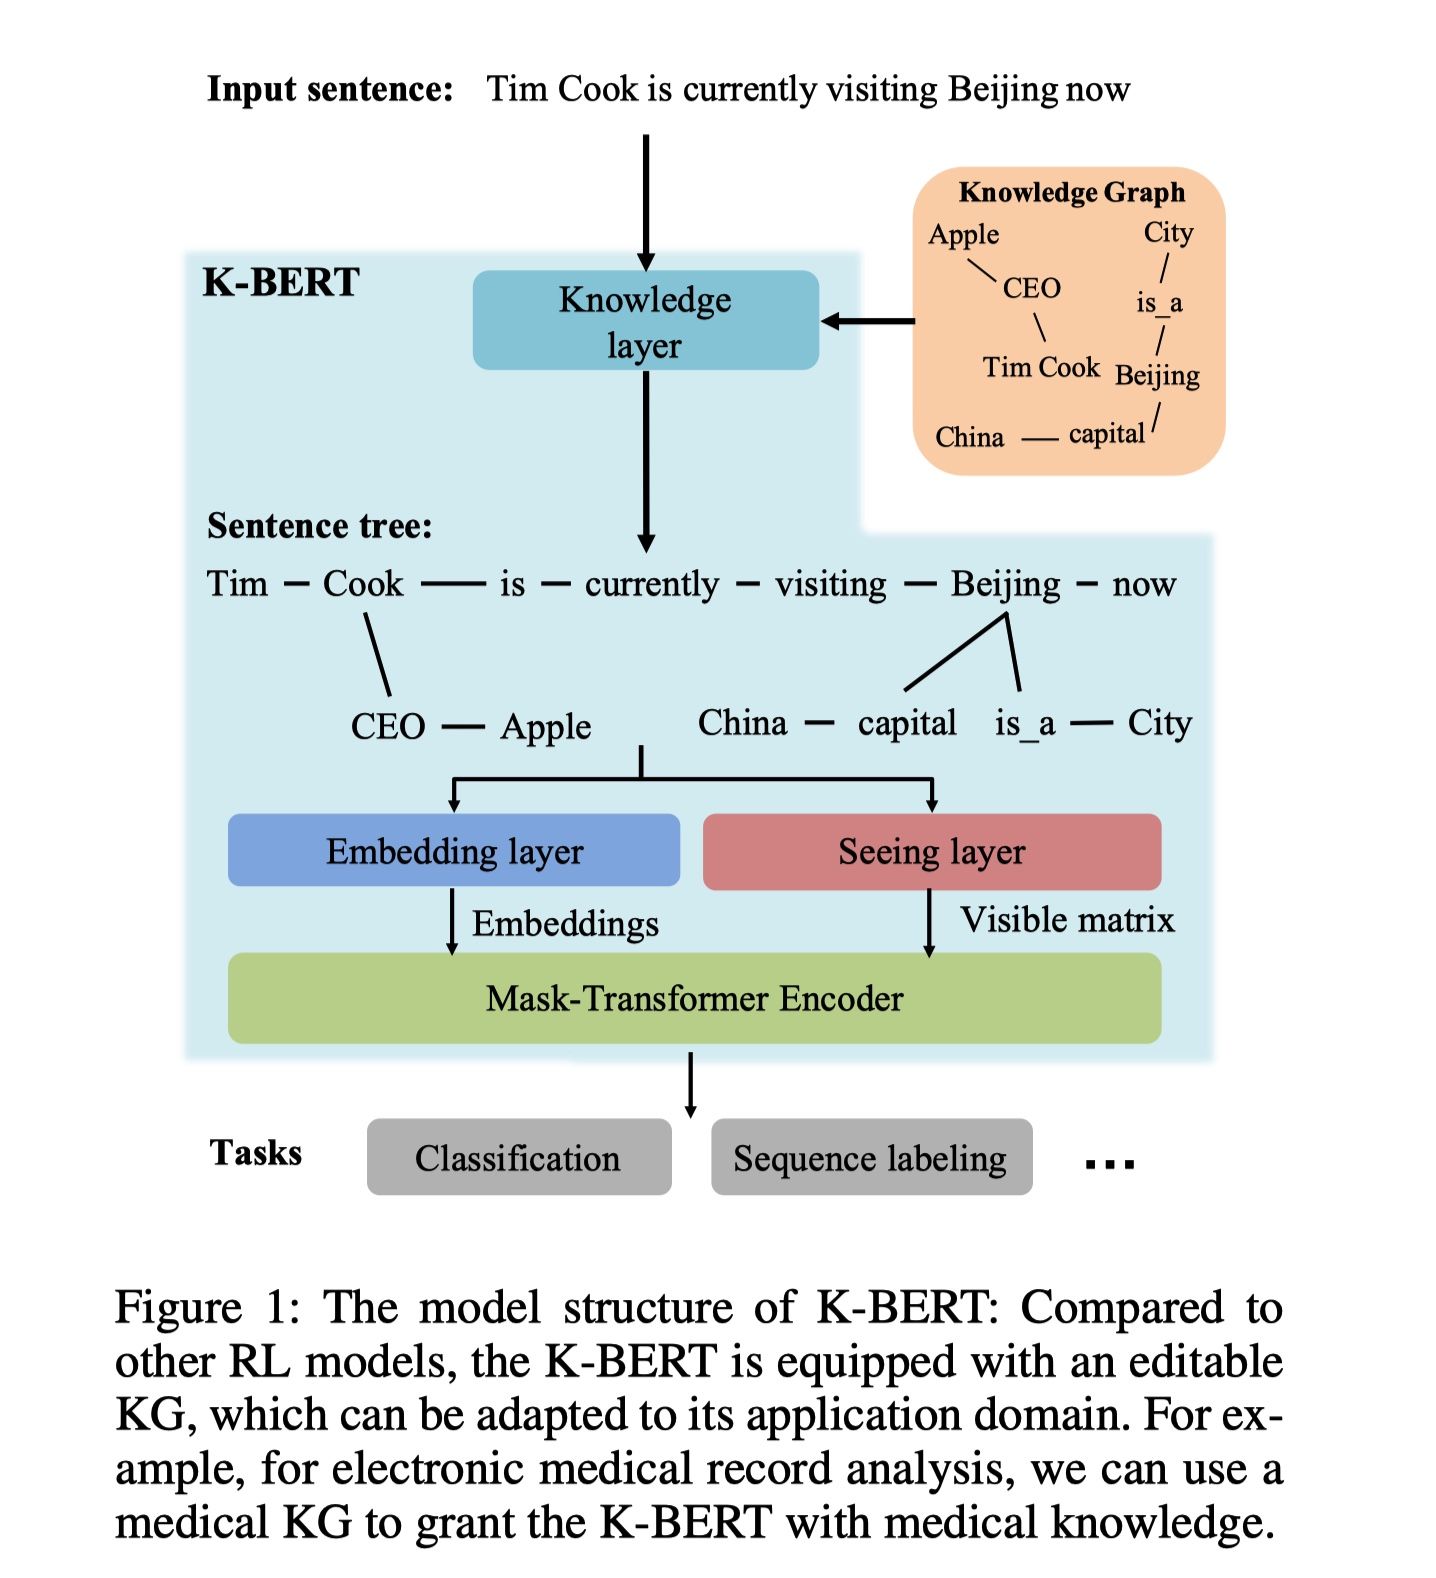 Input sentence: Tim Cook is currently visiting Beijing now
Knowledge Graph
Apple City
CEO is_a
Tim Cook Beijing
China capital
K-BERT
Knowledge
layer
Sentence tree:
Tim Cook is currently visiting Beijing now
CEO Apple China capital is_a City
Embedding layer Seeing layer
Embeddings Visible matrix
Mask-Transformer Encoder
Tasks Classification Sequence labeling ...
Figure 1: The model structure of K-BERT: Compared to
other RL models, the K-BERT is equipped with an editable
KG, which can be adapted to its application domain. For ex-
ample, for electronic medical record analysis, we can use a
medical KG to grant the K-BERT with medical knowledge.